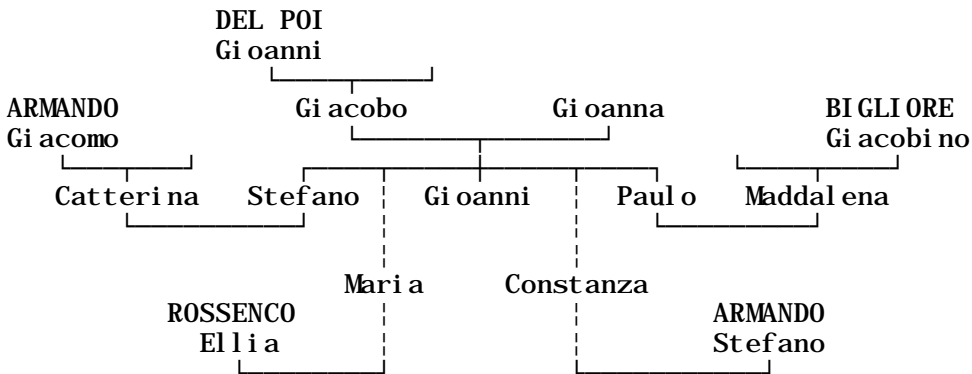 DEL POI
Gioanni
ARMANDO Giacobo Gioanna BIGLIORE
Giacomo Giacobino
Catterina Stefano Gioanni Paulo Maddalena
Maria Constanza
ROSSENCO ARMANDO
Ellia Stefano